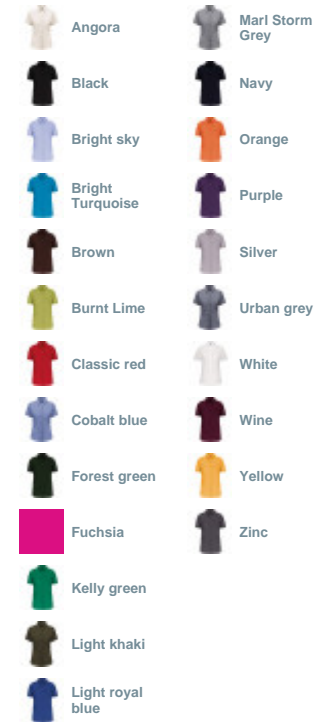 Angora
Black
Bright sky
Bright
Turquoise
Brown
Burnt Lime
Classic red
Cobalt blue
Forest green
Fuchsia
Kelly green
Light khaki
Light royal
blue
Marl Storm
Grey
Navy
Orange
Purple
Silver
Urban grey
White
Wine
Yellow
Zinc